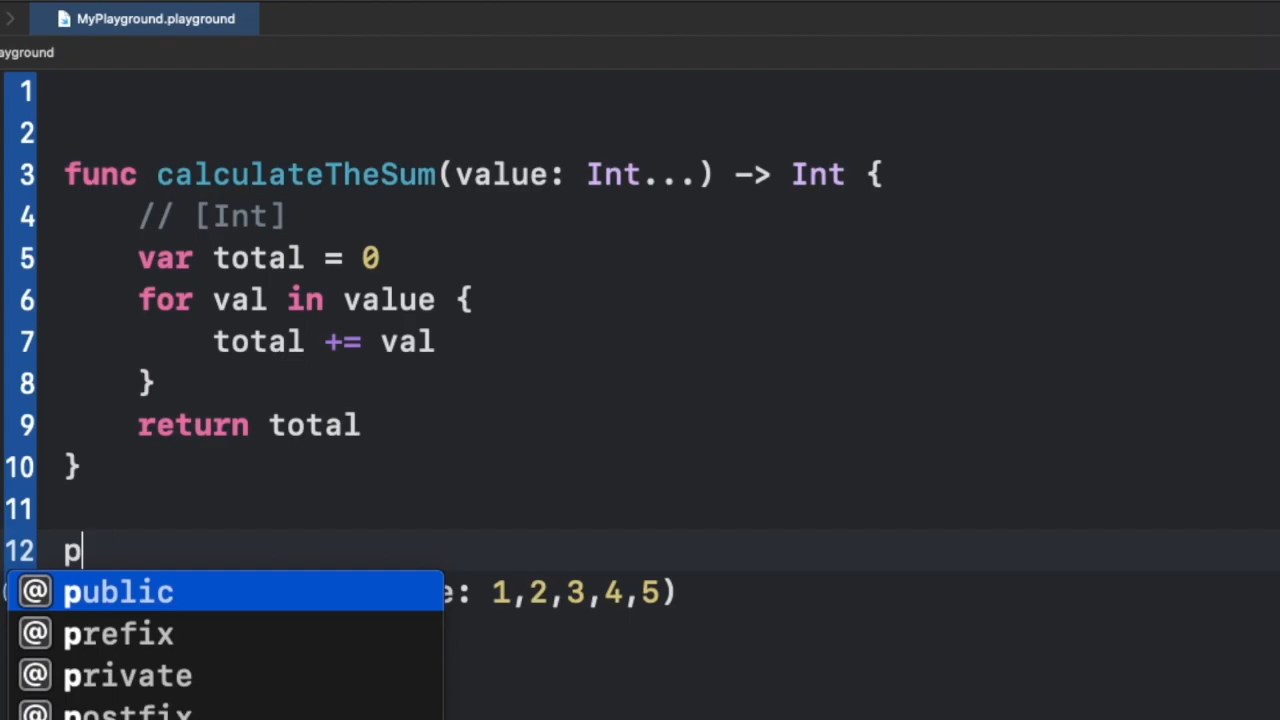 MyPlayground.playground
ayground
1
2
3 func calculateTheSum(value: Int...) -> Int {
4 // [Int]
5 var total = 0
6 for val in value {
7 total += val
8 }
9 return total
10 }
11
12 p
@ public e: 1,2,3,4,5)
@ prefix
@ private
@ postfix